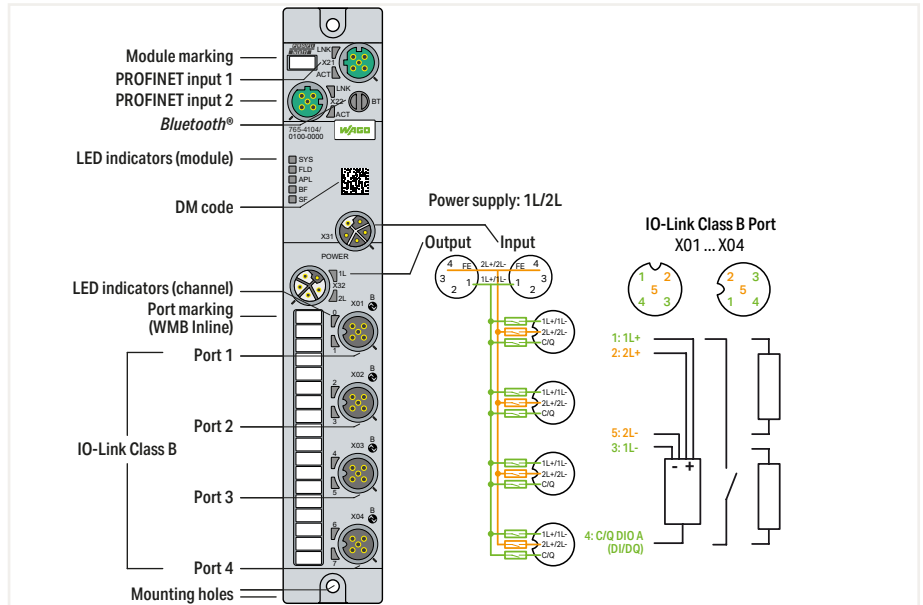 Module marking
PROFINET input 1
PROFINET input 2
Bluetooth®
LED indicators (module)
DM code
LED indicators (channel)
Port marking
(WMB Inline)
Port 1
Port 2
IO-Link Class B
Port 3
Port 4
Mounting holes
LNK
X21
ACT
LNK
X22
ACT
BT
765-4104/
0100-0000
WAGO
SYS
FLD
APL
BF
SF
X31
POWER
1L
X32
2L
X01
B
0
1
X02
B
2
3
X03
B
4
5
X04
B
6
7
Power supply: 1L/2L
Output
Input
4 FE 2L+/2L- FE 4
3 1 1L+/1L- 1 3
2 2
1L+/1L-
2L+/2L-
C/Q
1L+/1L-
2L+/2L-
C/Q
1L+/1L-
2L+/2L-
C/Q
1L+/1L-
2L+/2L-
C/Q
IO-Link Class B Port
X01 ... X04
1 2
5
4 3
2 3
5
1 4
1: 1L+
2: 2L+
5: 2L-
3: 1L-
- +
4: C/Q DIO A
(DI/DQ)